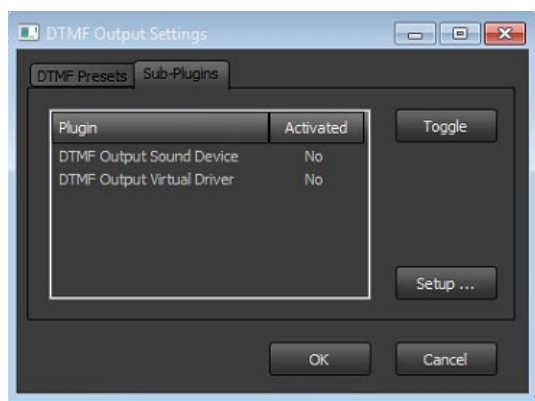 DTMF Output Settings
DTMF Presets Sub-Plugins
Plugin Activated Toggle
DTMF Output Sound Device No
DTMF Output Virtual Driver No
Setup ...
OK Cancel